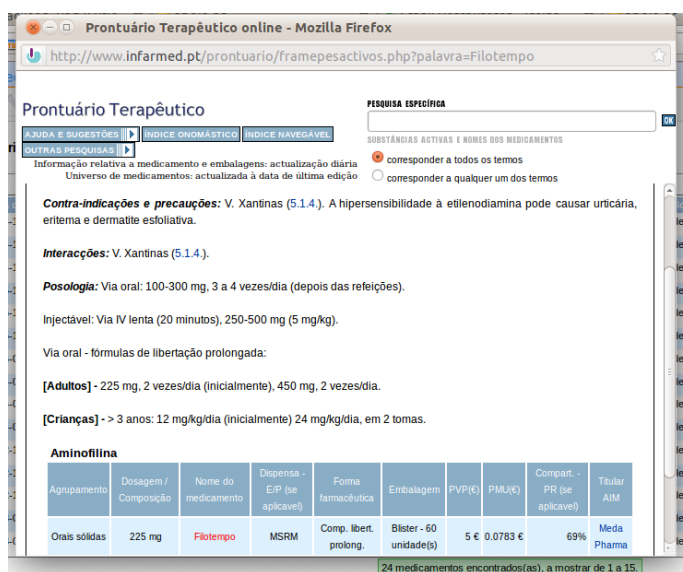 Prontuário Terapêutico online - Mozilla Firefox
http://www.infarmed.pt/prontuario/framepesactivos.php?palavra=Filotempo
Prontuário Terapêutico
PESQUISA ESPECÍFICA
OK
AJUDA E SUGESTÕES
ÍNDICE ONOMÁSTICO
ÍNDICE NAVEGÁVEL
SUBSTÂNCIAS ACTIVAS E NOMES DOS MEDICAMENTOS
OUTRAS PESQUISAS
corresponder a todos os termos
Informação relativa a medicamento e embalagens: actualização diária
Universo de medicamentos: actualizada à data de última edição
corresponder a qualquer um dos termos
Contra-indicações e precauções: V. Xantinas (5.1.4.). A hipersensibilidade à etilenodiamina pode causar urticária,
eritema e dermatite esfoliativa.
Interacções: V. Xantinas (5.1.4.).
Posologia: Via oral: 100-300 mg, 3 a 4 vezes/dia (depois das refeições).
Injectável: Via IV lenta (20 minutos), 250-500 mg (5 mg/kg).
Via oral - fórmulas de libertação prolongada:
[Adultos] - 225 mg, 2 vezes/dia (inicialmente), 450 mg, 2 vezes/dia.
[Crianças] - > 3 anos: 12 mg/kg/dia (inicialmente) 24 mg/kg/dia, em 2 tomas.
Aminofilina
Agrupamento Dosagem / Composição Nome do medicamento Dispensa - E/P (se aplicavel) Forma farmacêutica Embalagem PVP(€) PMU(€) Compart. - PR (se aplicavel) Titular AIM
Orais sólidas 225 mg Filotempo MSRM Comp. libert. prolong. Blister - 60 unidade(s) 5 € 0.0783 € 69% Meda Pharma
24 medicamentos encontrados(as), a mostrar de 1 a 15.